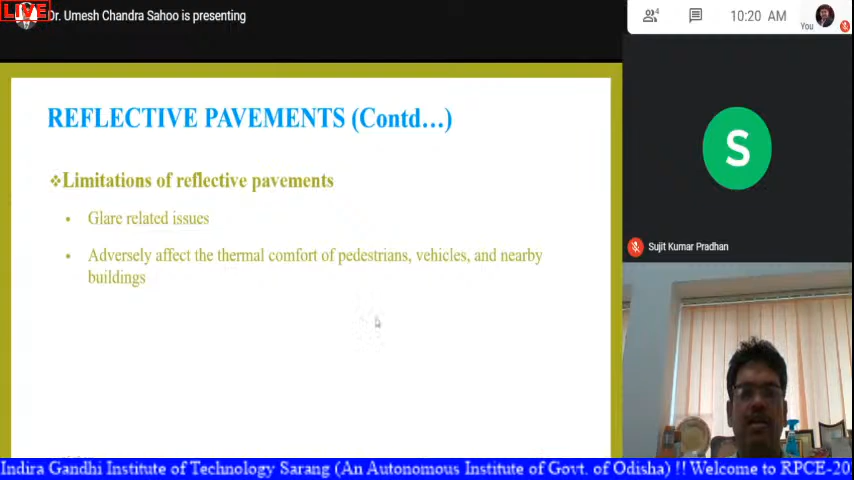 LIVE
Dr. Umesh Chandra Sahoo is presenting
4
10:20 AM
You
REFLECTIVE PAVEMENTS (Contd…)
❖Limitations of reflective pavements
• Glare related issues
• Adversely affect the thermal comfort of pedestrians, vehicles, and nearby
buildings
S
Sujit Kumar Pradhan
Indira Gandhi Institute of Technology Sarang (An Autonomous Institute of Govt. of Odisha) !! Welcome to RPCE-20